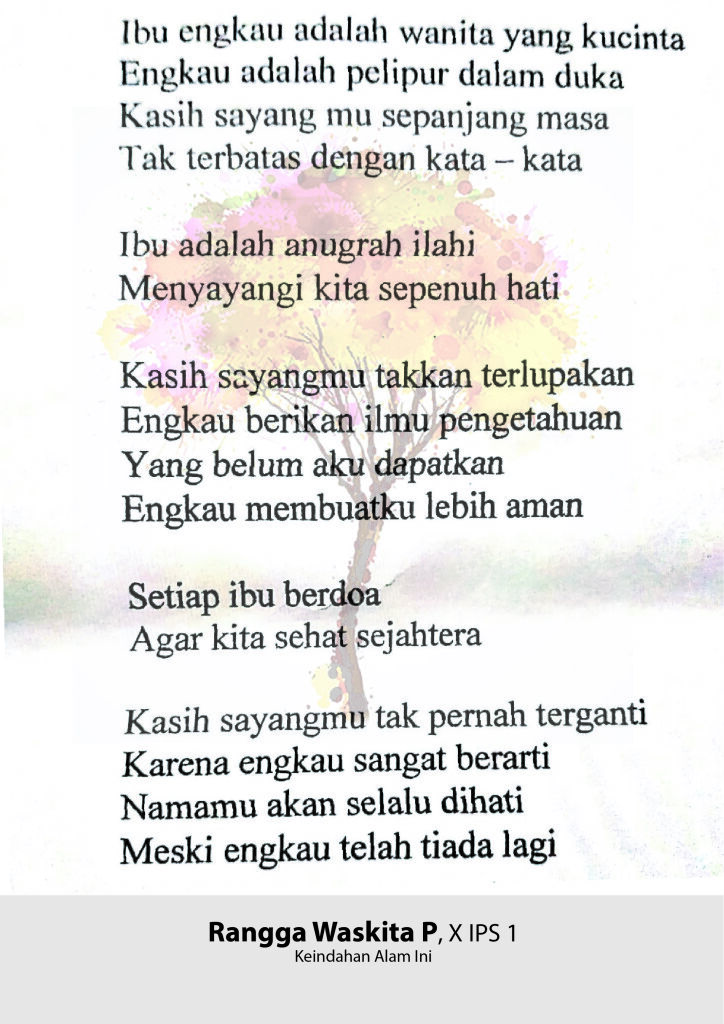 Ibu engkau adalah wanita yang kucinta
Engkau adalah pelipur dalam duka
Kasih sayang mu sepanjang masa
Tak terbatas dengan kata – kata
Ibu adalah anugrah ilahi
Menyayangi kita sepenuh hati
Kasih sayangmu takkan terlupakan
Engkau berikan ilmu pengetahuan
Yang belum aku dapatkan
Engkau membuatku lebih aman
Setiap ibu berdoa
Agar kita sehat sejahtera
Kasih sayangmu tak pernah terganti
Karena engkau sangat berarti
Namamu akan selalu dihati
Meski engkau telah tiada lagi
Rangga Waskita P, X IPS 1
Keindahan Alam Ini